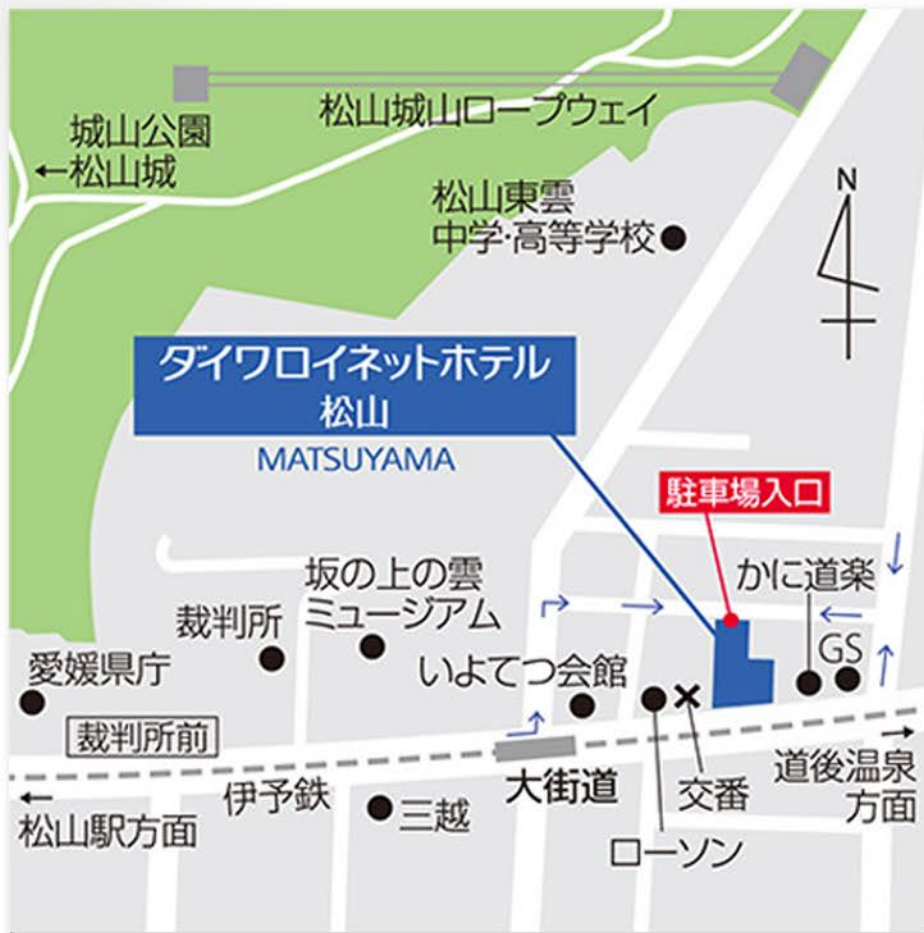 松山城山ロープウェイ
城山公園
←松山城
松山東雲
中学・高等学校
N
ダイワロイネットホテル
松山
MATSUYAMA
駐車場入口
かに道楽
GS
坂の上の雲
ミュージアム
裁判所
愛媛県庁
いよてつ会館
裁判所前
伊予鉄
大街道
交番
→
道後温泉
方面
←
松山駅方面
三越
ローソン